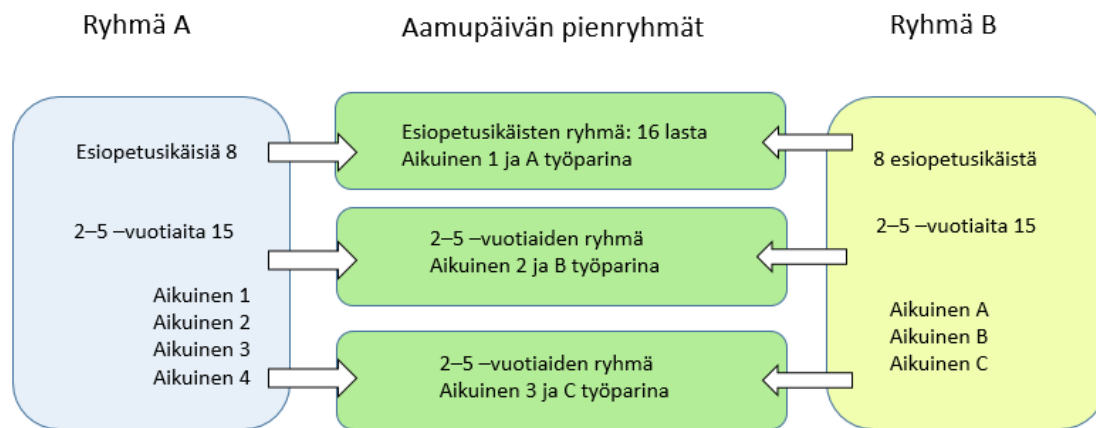 Ryhmä A
Aamupäivän pienryhmät
Ryhmä B
Esiopetusikäisiä 8
2–5 –vuotiaita 15
Aikuinen 1
Aikuinen 2
Aikuinen 3
Aikuinen 4
Esiopetusikäisten ryhmä: 16 lasta
Aikuinen 1 ja A työparina
2–5 –vuotiaiden ryhmä
Aikuinen 2 ja B työparina
2–5 –vuotiaiden ryhmä
Aikuinen 3 ja C työparina
8 esiopetusikäistä
2–5 –vuotiaita 15
Aikuinen A
Aikuinen B
Aikuinen C